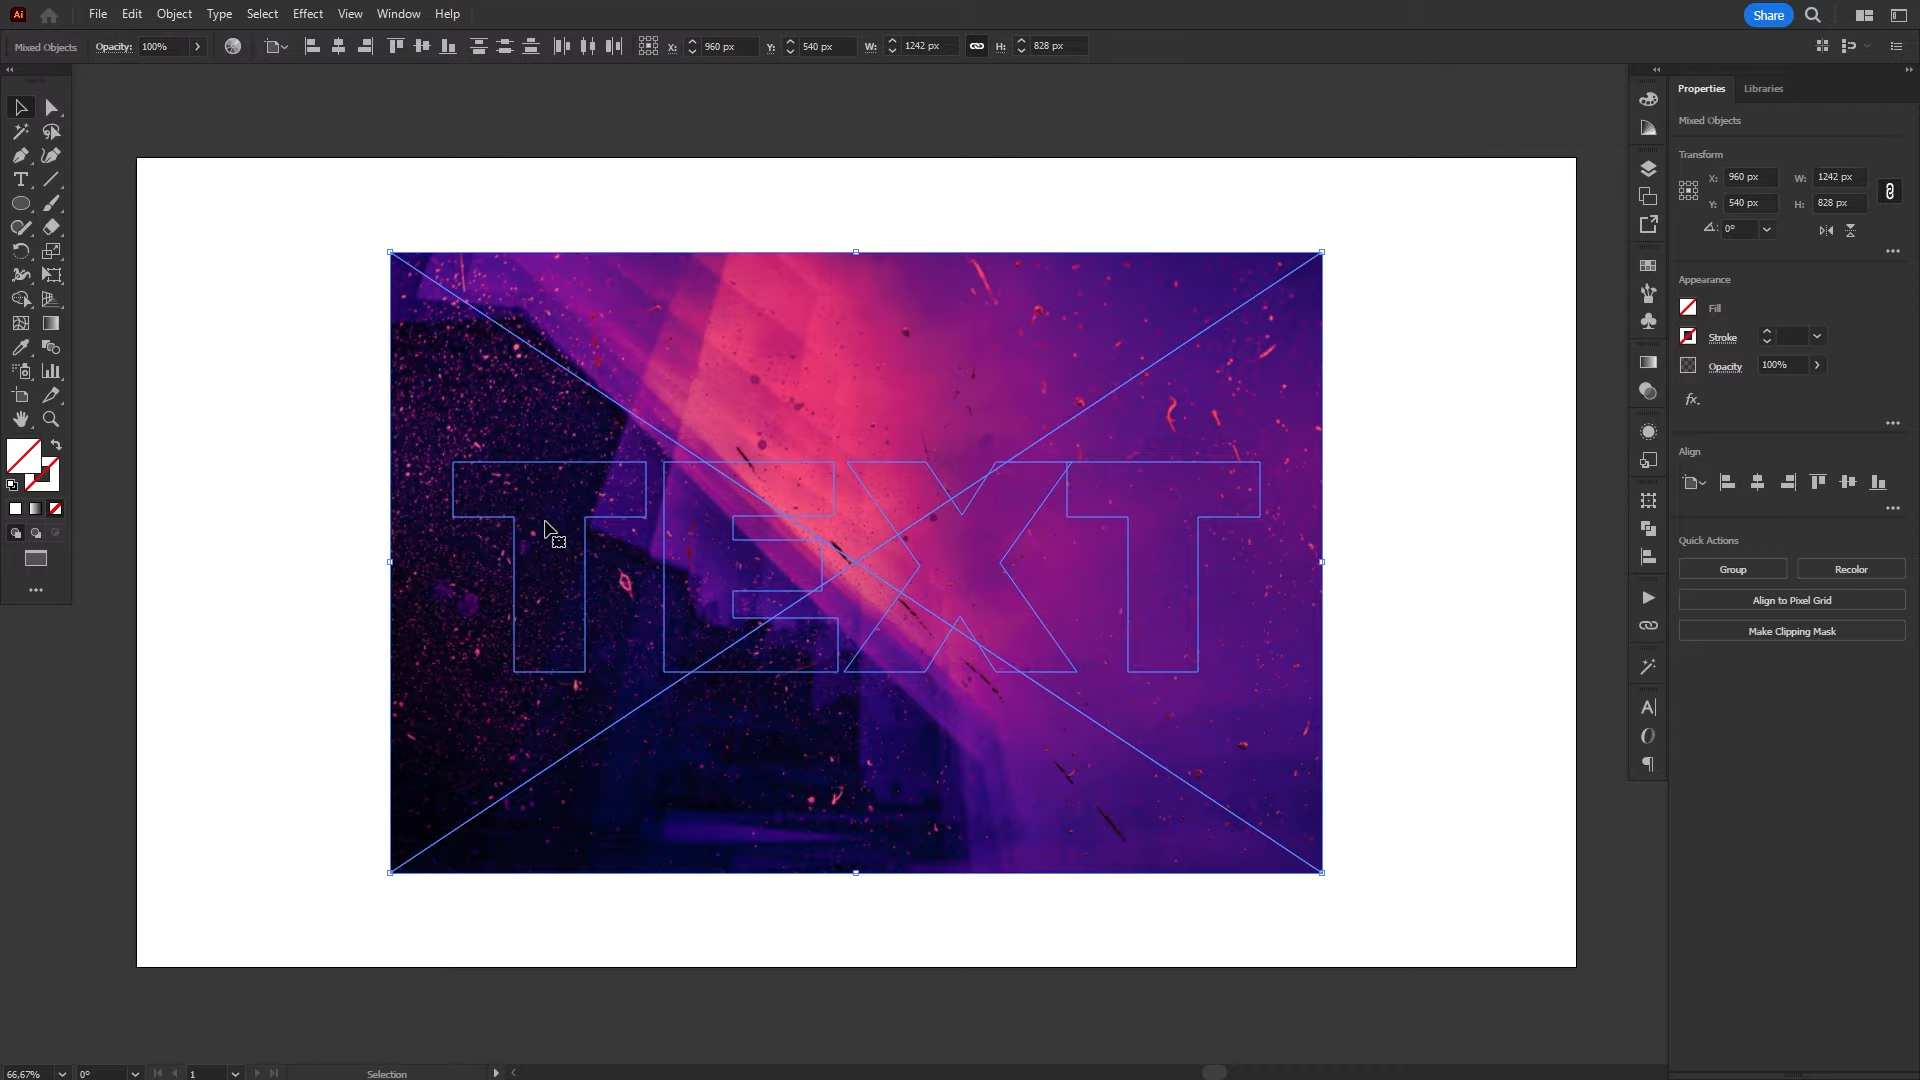 Ai File Edit Object Type Select Effect View Window Help Share
Mixed Objects Opacity: 100% X: 960 px Y: 540 px W: 1242 px H: 828 px
Properties Libraries
Mixed Objects
Transform
X: 960 px W: 1242 px
Y: 540 px H: 828 px
0°
Appearance
Fill
Stroke
Opacity 100%
fx.
Align
Quick Actions
Group Recolor
Align to Pixel Grid
Make Clipping Mask
TEXT
66,67% 0° 1 Selection